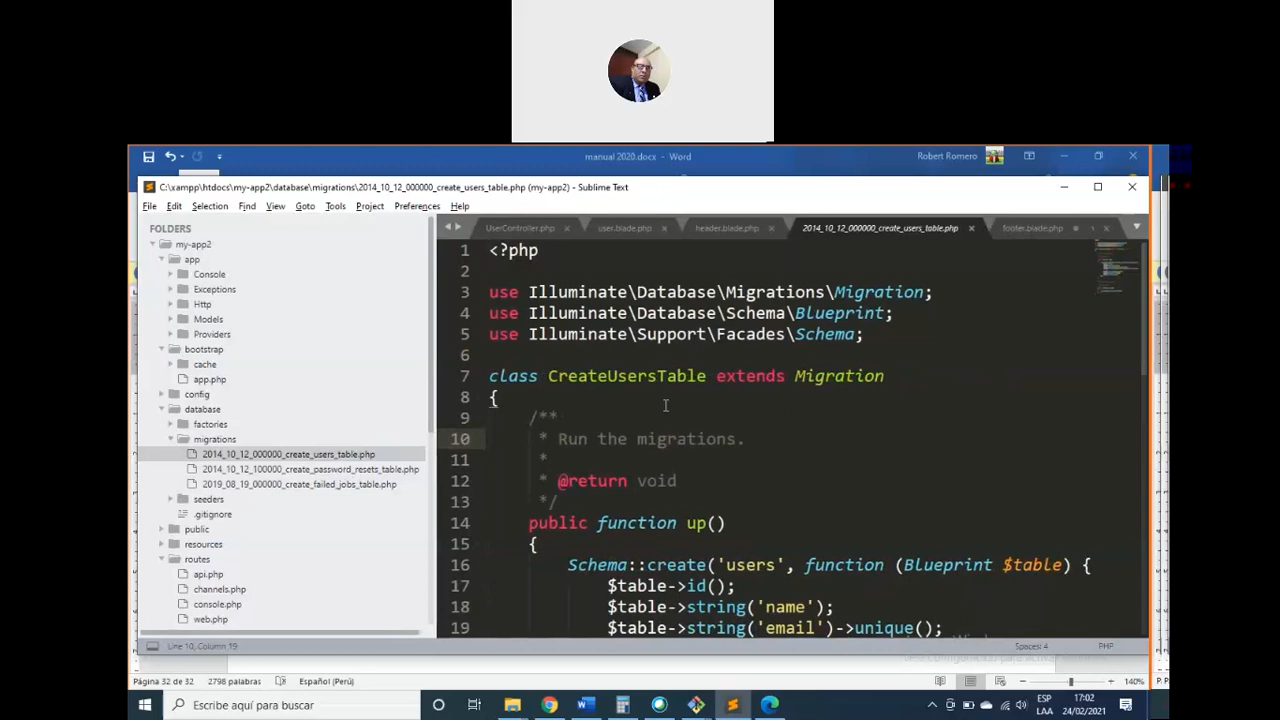 manual 2020.docx - Word
Robert Romero
C:\xampp\htdocs\my-app2\database\migrations\2014_10_12_000000_create_users_table.php (my-app2) - Sublime Text
File Edit Selection Find View Goto Tools Project Preferences Help
FOLDERS
my-app2
app
Console
Exceptions
Http
Models
Providers
bootstrap
cache
app.php
config
database
factories
migrations
2014_10_12_000000_create_users_table.php
2014_10_12_100000_create_password_resets_table.php
2019_08_19_000000_create_failed_jobs_table.php
seeders
.gitignore
public
resources
routes
api.php
channels.php
console.php
web.php
UserController.php user.blade.php header.blade.php 2014_10_12_000000_create_users_table.php footer.blade.php
1 <?php
2
3 use Illuminate\Database\Migrations\Migration;
4 use Illuminate\Database\Schema\Blueprint;
5 use Illuminate\Support\Facades\Schema;
6
7 class CreateUsersTable extends Migration
8 {
9 /**
10 * Run the migrations.
11 *
12 * @return void
13 */
14 public function up()
15 {
16 Schema::create('users', function (Blueprint $table) {
17 $table->id();
18 $table->string('name');
19 $table->string('email')->unique();
Line 10, Column 19
Spaces: 4
PHP
Página 32 de 32 2798 palabras Español (Perú)
140%
Escribe aquí para buscar
ESP
LAA
17:02
24/02/2021